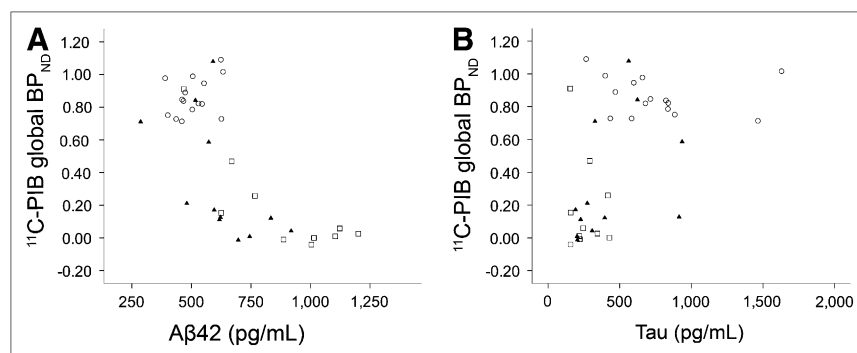 A
¹¹C-PIB global BP_ND
1.20
1.00
0.80
0.60
0.40
0.20
0.00
-0.20
250 500 750 1,000 1,250
Aβ42 (pg/mL)
B
¹¹C-PIB global BP_ND
1.20
1.00
0.80
0.60
0.40
0.20
0.00
-0.20
0 500 1,000 1,500 2,000
Tau (pg/mL)